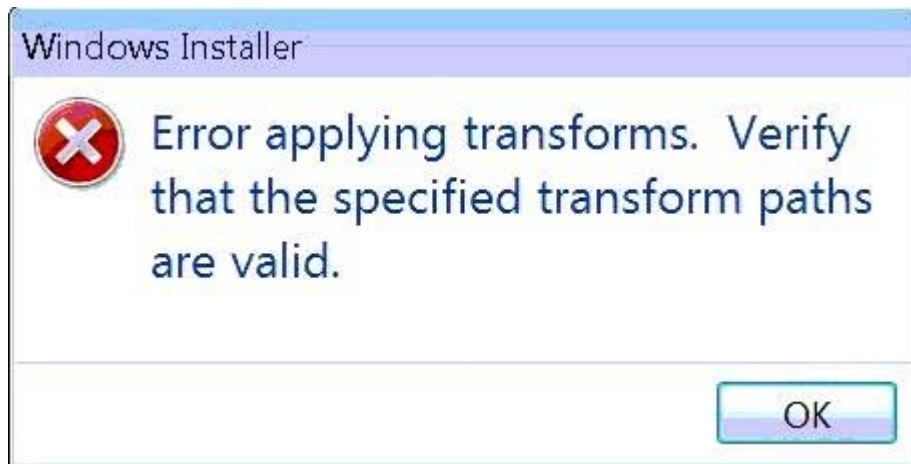 Windows Installer
Error applying transforms.  Verify
that the specified transform paths
are valid.
OK